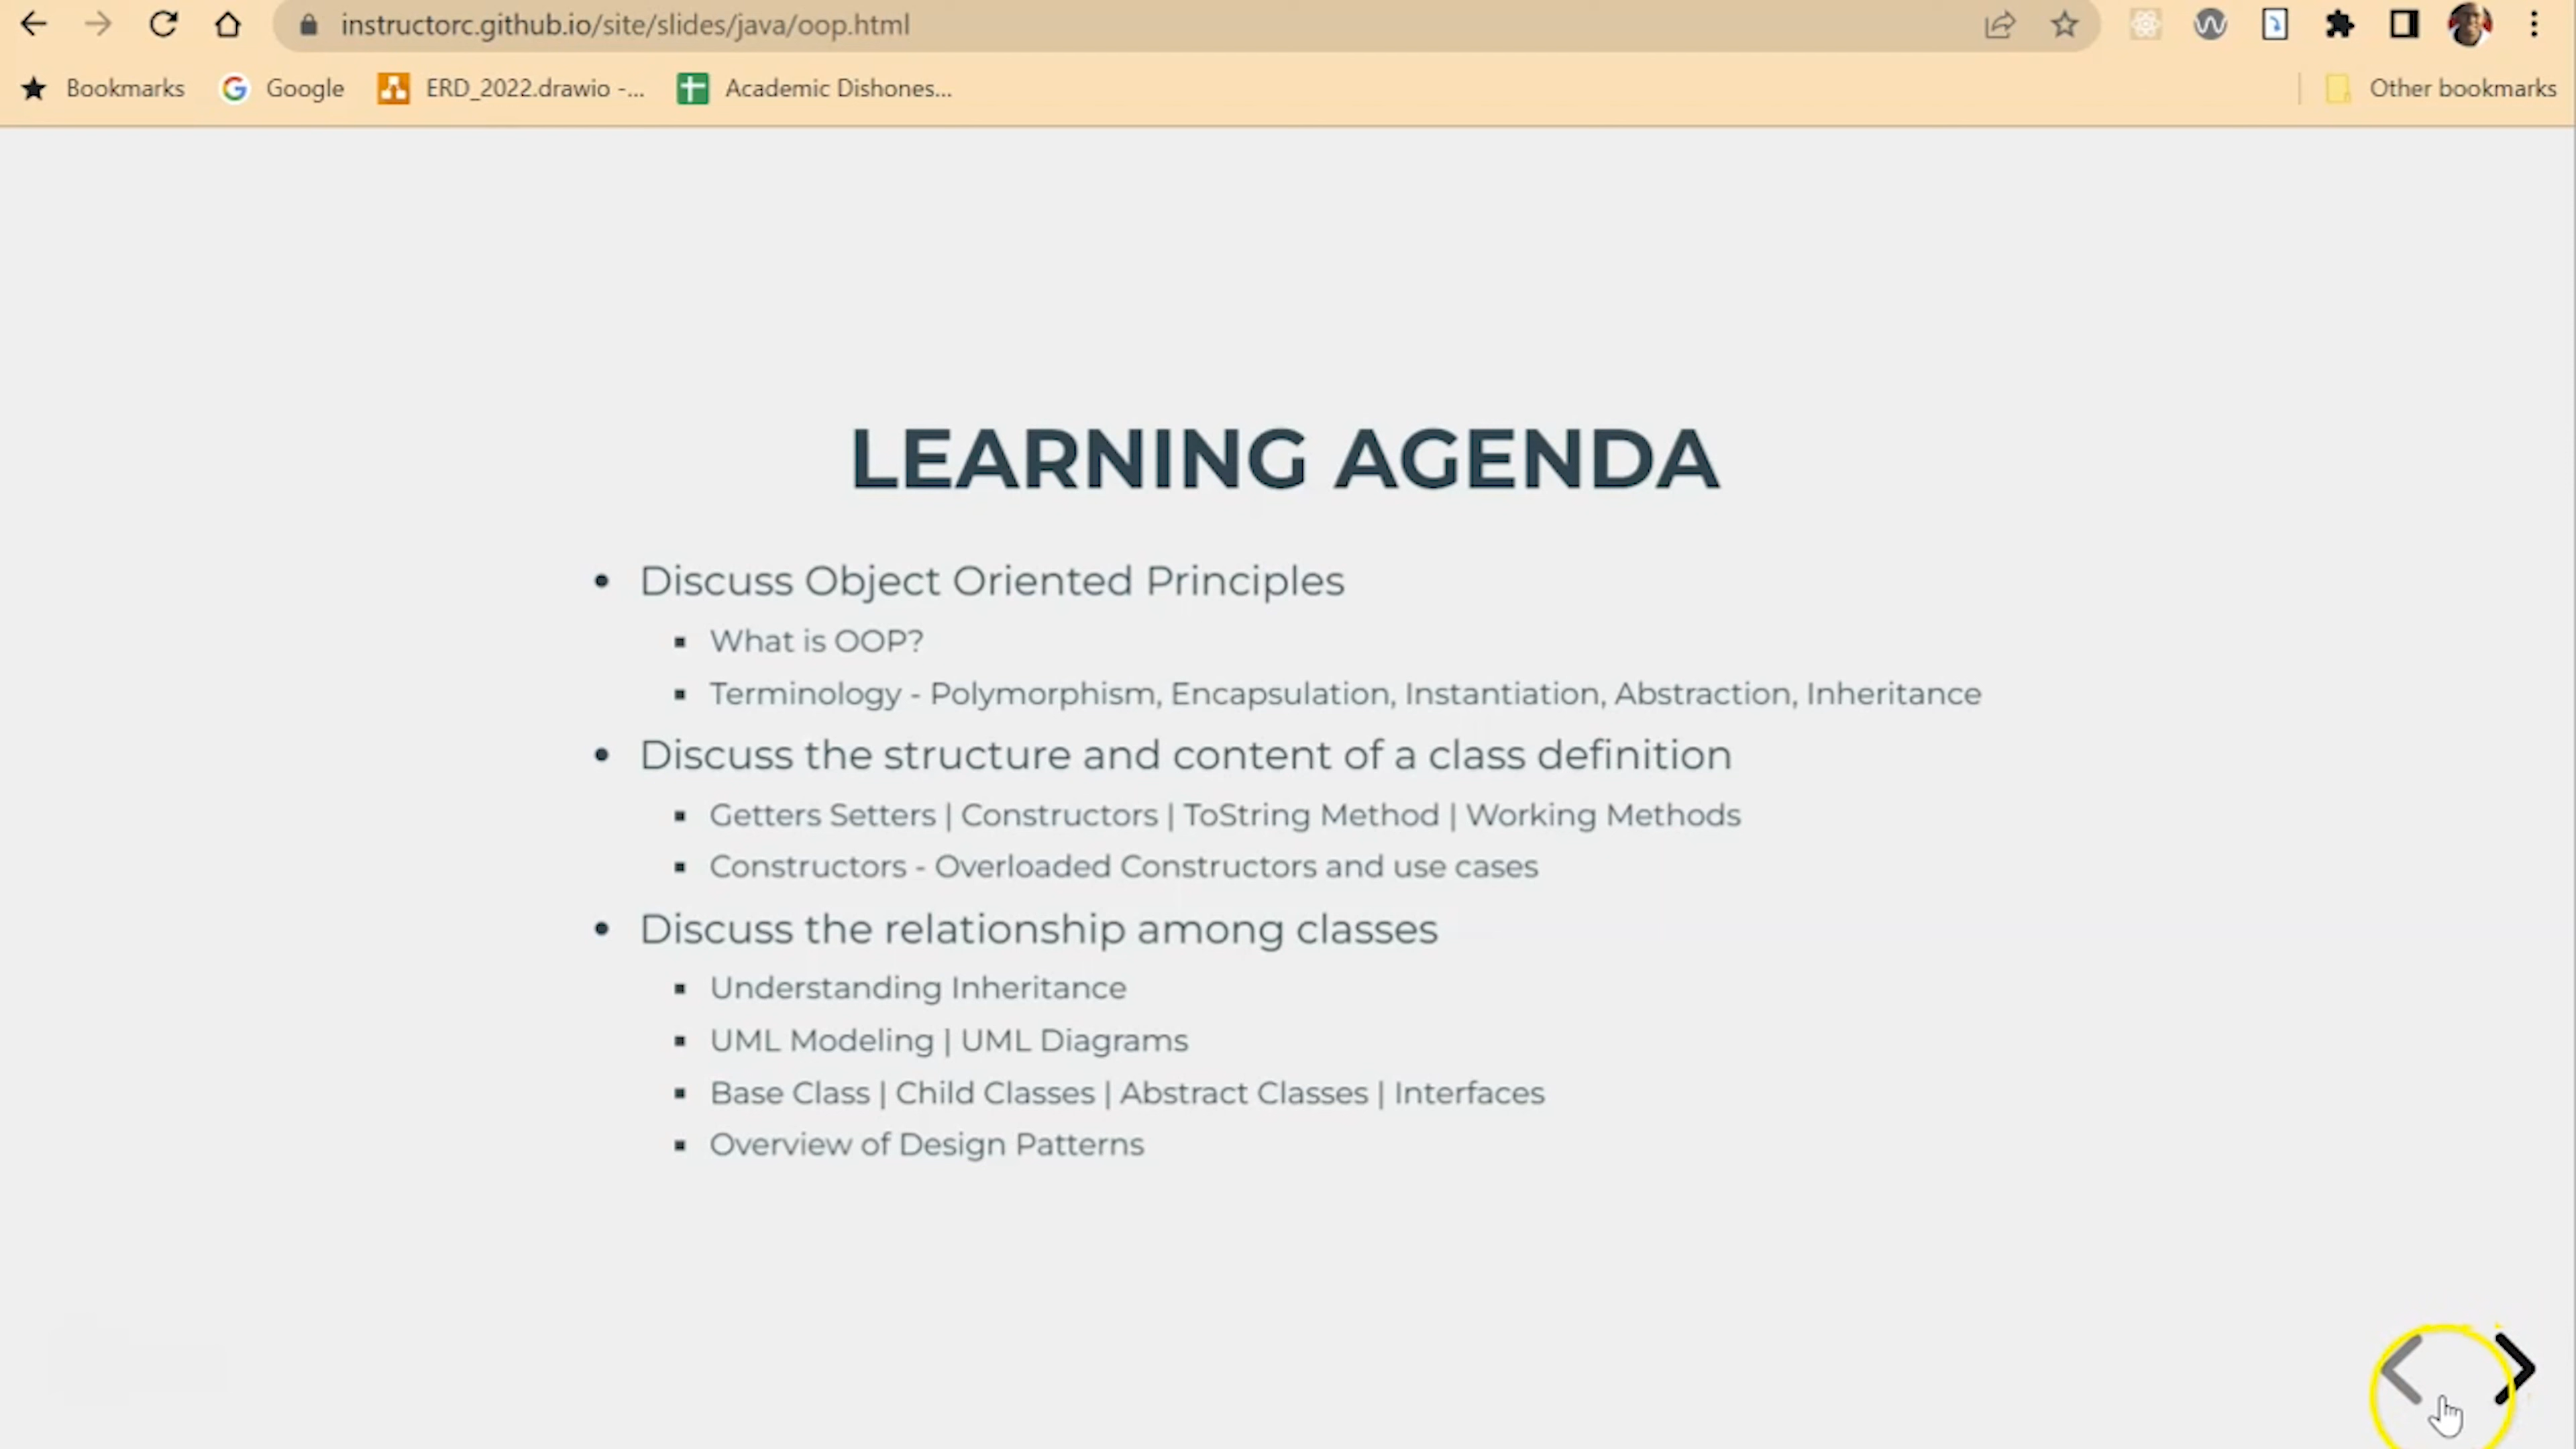 instructorc.github.io/site/slides/java/oop.html
Bookmarks Google ERD_2022.drawio -... Academic Dishones... Other bookmarks
LEARNING AGENDA
• Discuss Object Oriented Principles
▪ What is OOP?
▪ Terminology - Polymorphism, Encapsulation, Instantiation, Abstraction, Inheritance
• Discuss the structure and content of a class definition
▪ Getters Setters | Constructors | ToString Method | Working Methods
▪ Constructors - Overloaded Constructors and use cases
• Discuss the relationship among classes
▪ Understanding Inheritance
▪ UML Modeling | UML Diagrams
▪ Base Class | Child Classes | Abstract Classes | Interfaces
▪ Overview of Design Patterns